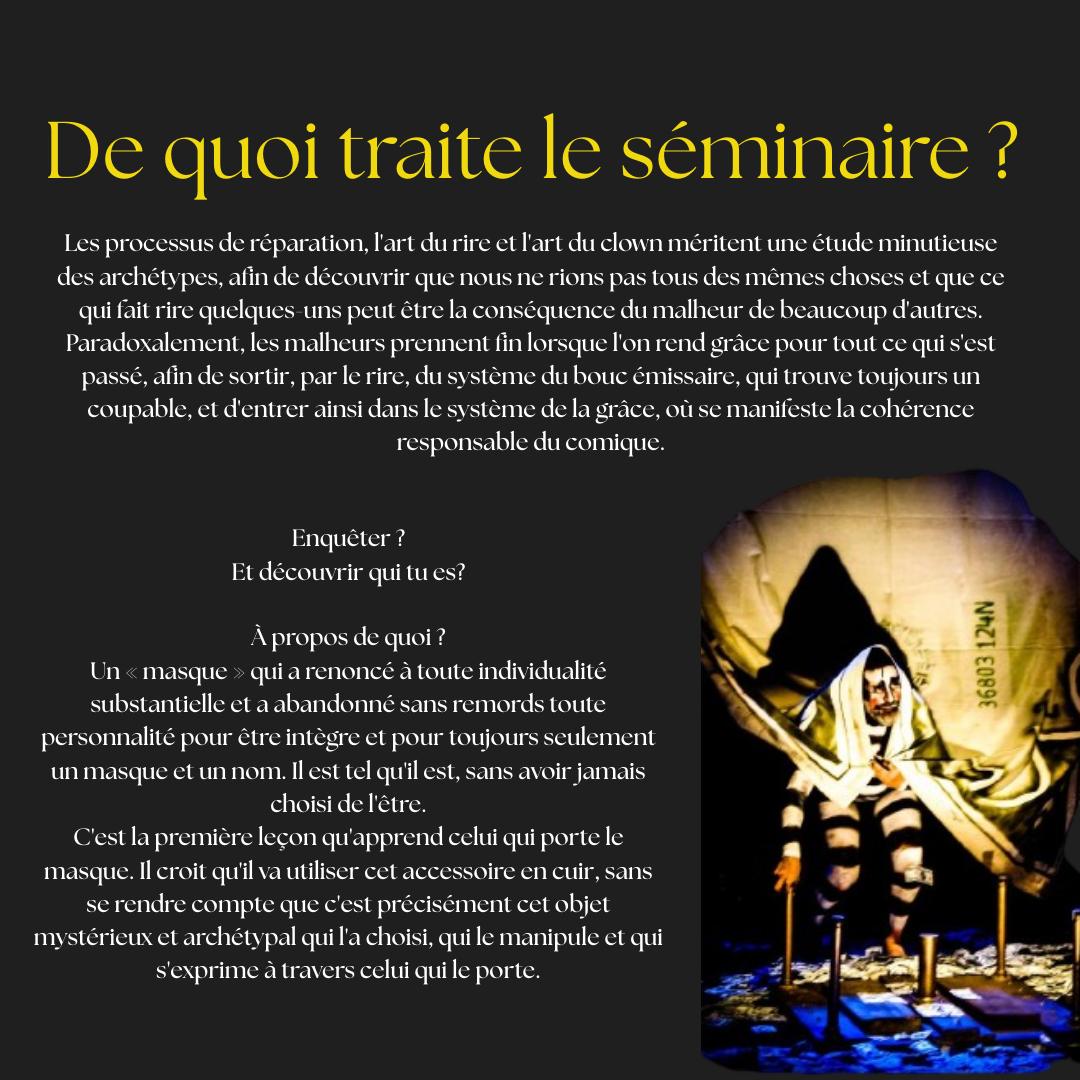 De quoi traite le séminaire ?
Les processus de réparation, l'art du rire et l'art du clown méritent une étude minutieuse
des archétypes, afin de découvrir que nous ne rions pas tous des mêmes choses et que ce
qui fait rire quelques-uns peut être la conséquence du malheur de beaucoup d'autres.
Paradoxalement, les malheurs prennent fin lorsque l'on rend grâce pour tout ce qui s'est
passé, afin de sortir, par le rire, du système du bouc émissaire, qui trouve toujours un
coupable, et d'entrer ainsi dans le système de la grâce, où se manifeste la cohérence
responsable du comique.
Enquêter ?
Et découvrir qui tu es?
À propos de quoi ?
Un « masque » qui a renoncé à toute individualité
substantielle et a abandonné sans remords toute
personnalité pour être intègre et pour toujours seulement
un masque et un nom. Il est tel qu'il est, sans avoir jamais
choisi de l'être.
C'est la première leçon qu'apprend celui qui porte le
masque. Il croit qu'il va utiliser cet accessoire en cuir, sans
se rendre compte que c'est précisément cet objet
mystérieux et archétypal qui l'a choisi, qui le manipule et qui
s'exprime à travers celui qui le porte.
36803 124N